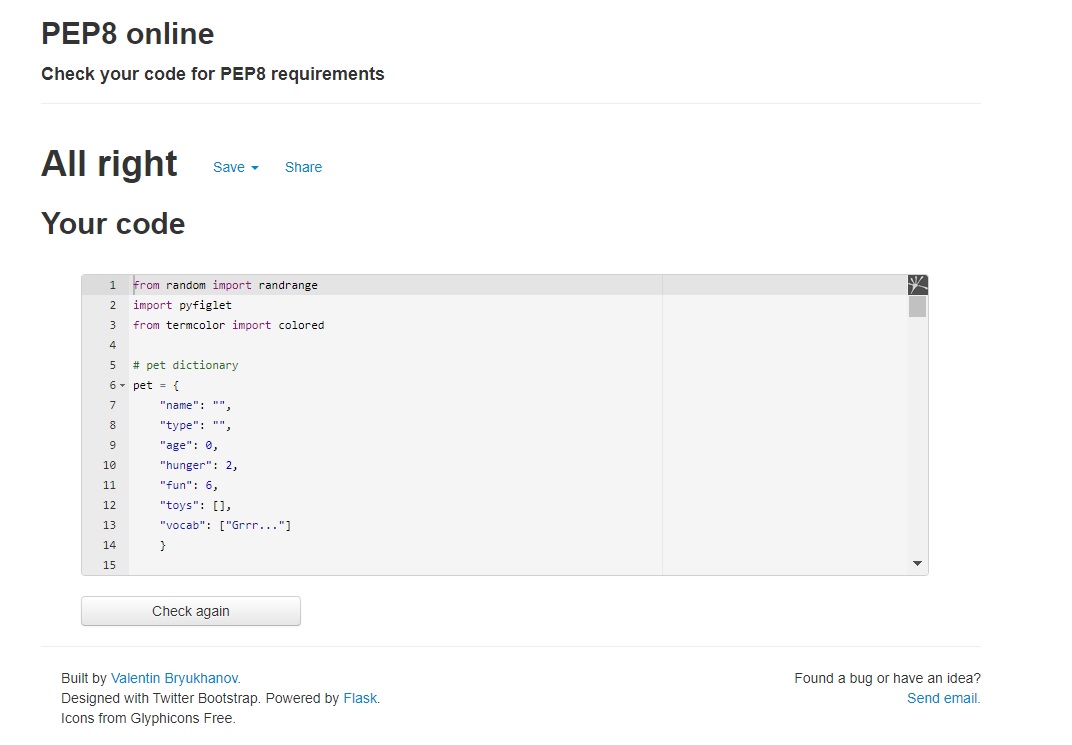 PEP8 online
Check your code for PEP8 requirements
All right Save Share
Your code
1 from random import randrange
2 import pyfiglet
3 from termcolor import colored
4
5 # pet dictionary
6 pet = {
7     "name": "",
8     "type": "",
9     "age": 0,
10     "hunger": 2,
11     "fun": 6,
12     "toys": [],
13     "vocab": ["Grrr..."]
14     }
15
Check again
Built by Valentin Bryukhanov.
Designed with Twitter Bootstrap. Powered by Flask.
Icons from Glyphicons Free.
Found a bug or have an idea?
Send email.